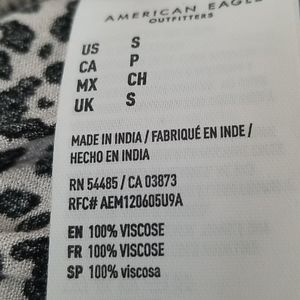 AMERICAN EAGLE
OUTFITTERS
US S
CA P
MX CH
UK S
MADE IN INDIA / FABRIQUÉ EN INDE /
HECHO EN INDIA
RN 54485 / CA 03873
RFC# AEM120605U9A
EN 100% VISCOSE
FR 100% VISCOSE
SP 100% viscosa